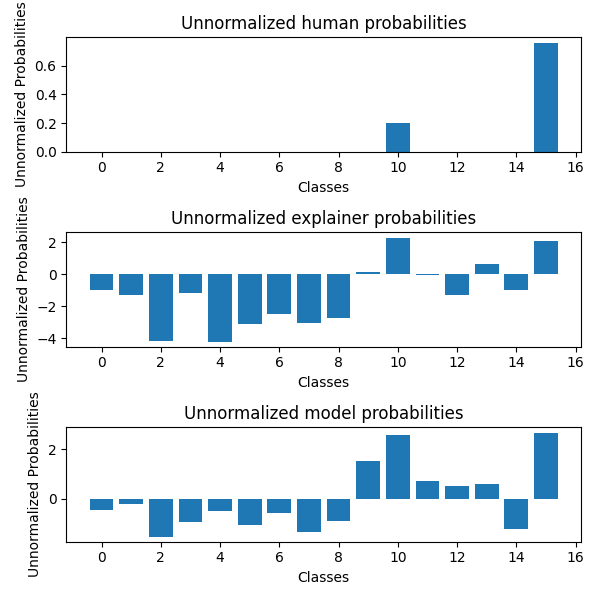 Unnormalized human probabilities
Unnormalized Probabilities
0.6
0.4
0.2
0.0
0 2 4 6 8 10 12 14 16
Classes
Unnormalized explainer probabilities
Unnormalized Probabilities
2
0
−2
−4
0 2 4 6 8 10 12 14 16
Classes
Unnormalized model probabilities
Unnormalized Probabilities
2
0
0 2 4 6 8 10 12 14 16
Classes